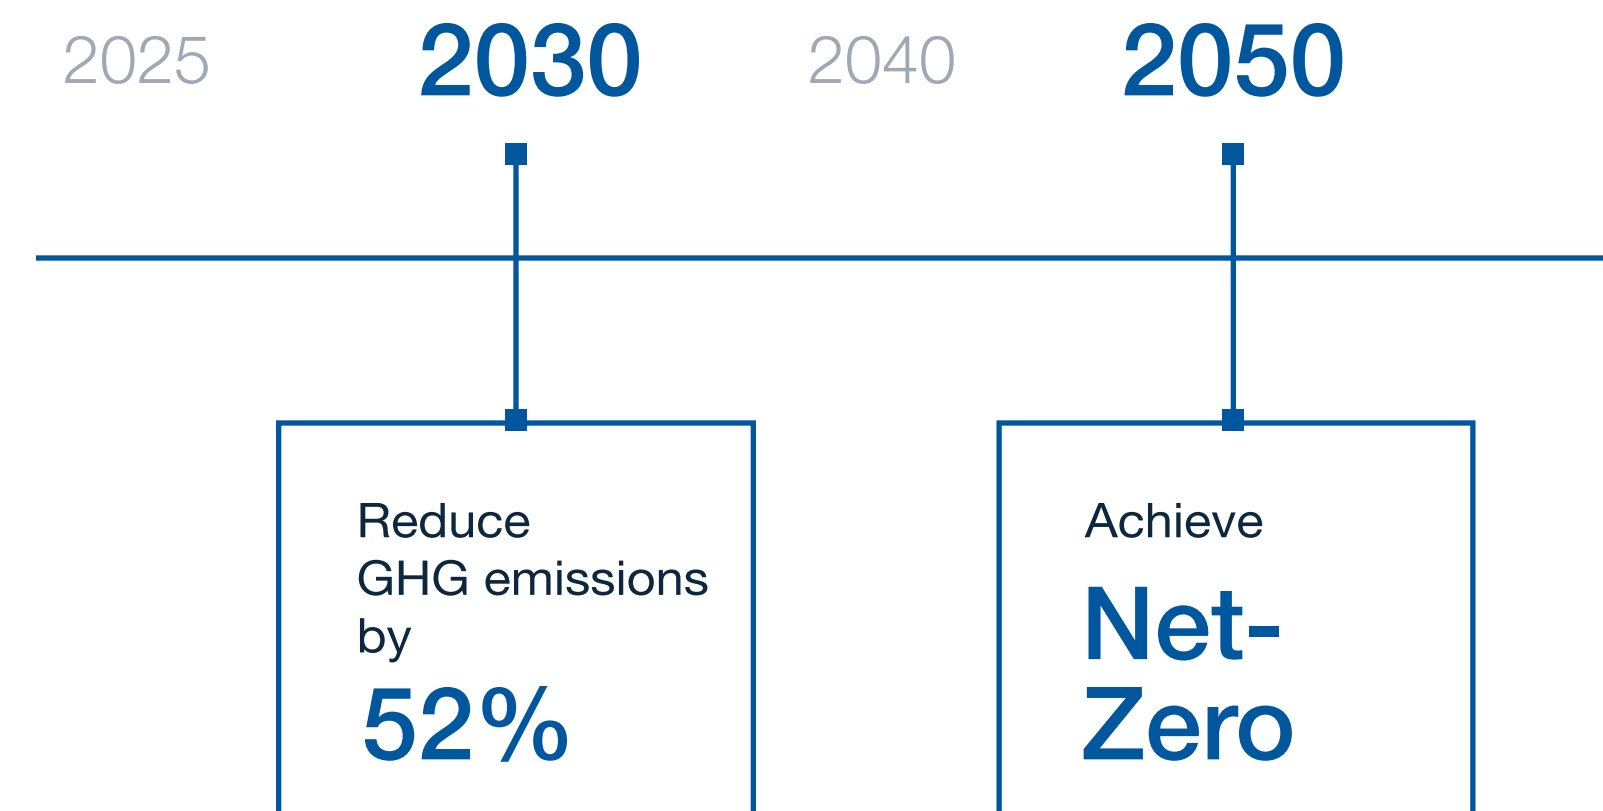 2025 2030 2040 2050
Reduce
GHG emissions
by
52%
Achieve
Net-
Zero